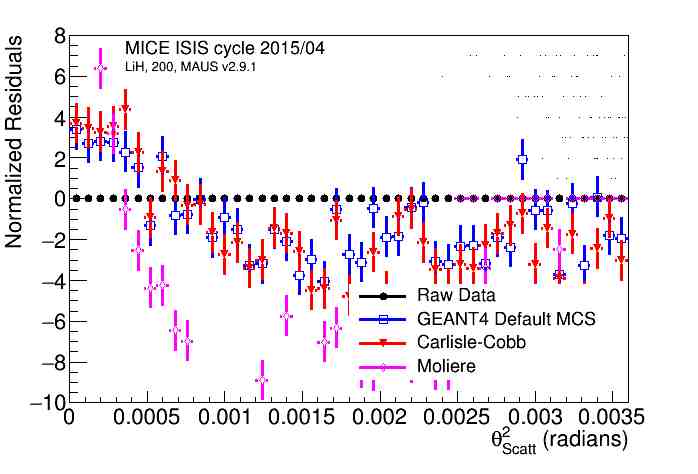 MICE ISIS cycle 2015/04
LiH, 200, MAUS v2.9.1
Normalized Residuals
8
6
4
2
0
−2
−4
−6
−8
−10
Raw Data
GEANT4 Default MCS
Carlisle-Cobb
Moliere
0 0.0005 0.001 0.0015 0.002 0.0025 0.003 0.0035
θ²Scatt (radians)